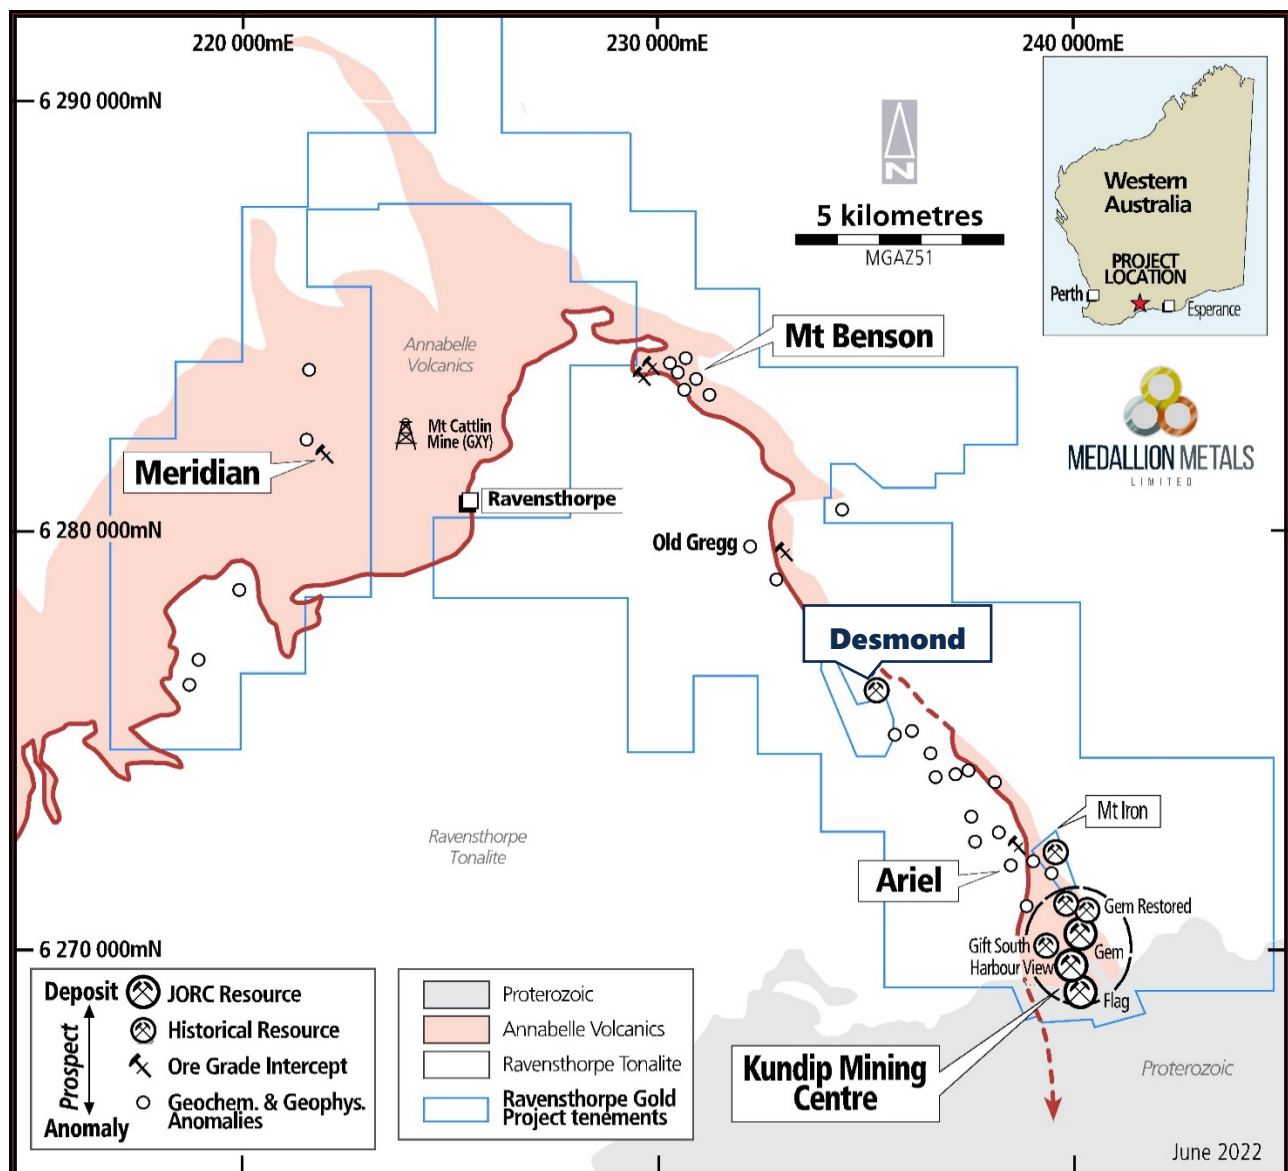 220 000mE
230 000mE
240 000mE
6 290 000mN
N
5 kilometres
MGAZ51
Western
Australia
PROJECT
LOCATION
Perth
Esperance
Mt Benson
Annabelle
Volcanics
Mt Cattlin
Mine (GXY)
MEDALLION METALS
LIMITED
Meridian
Ravensthorpe
6 280 000mN
Old Gregg
Desmond
Mt Iron
Ravensthorpe
Tonalite
Ariel
Gem Restored
6 270 000mN
Gift South
Gem
Harbour View
Flag
Kundip Mining
Centre
Proterozoic
Deposit
JORC Resource
Historical Resource
Prospect
Ore Grade Intercept
Geochem. & Geophys.
Anomalies
Anomaly
Proterozoic
Annabelle Volcanics
Ravensthorpe Tonalite
Ravensthorpe Gold
Project tenements
June 2022